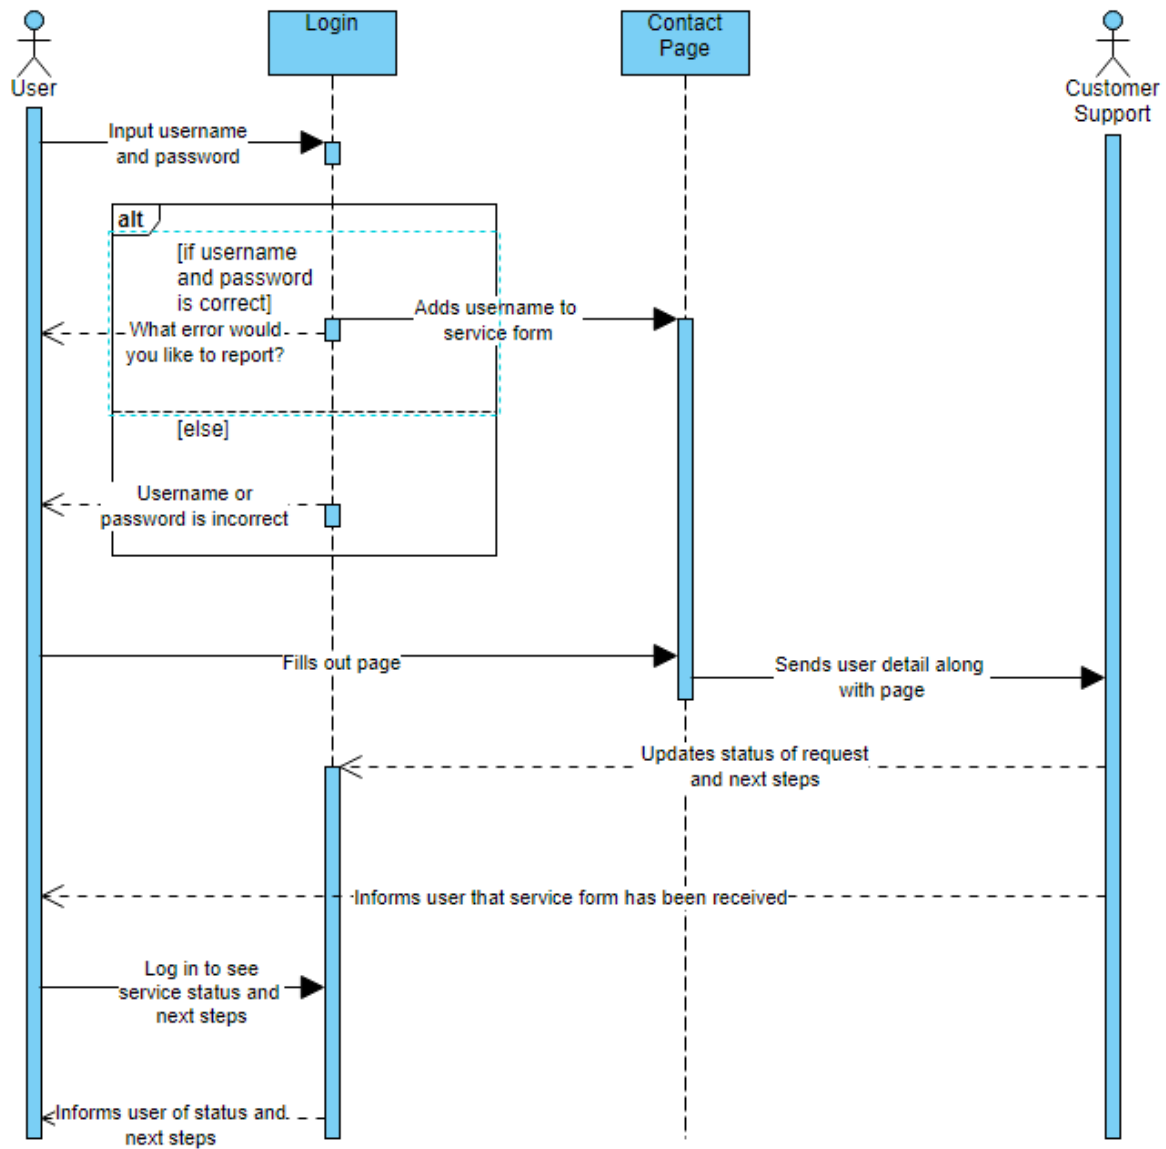 User
Login
Contact
Page
Customer
Support
Input username
and password
alt
[if username
and password
is correct]
What error would
you like to report?
Adds username to
service form
[else]
Username or
password is incorrect
Fills out page
Sends user detail along
with page
Updates status of request
and next steps
Informs user that service form has been received
Log in to see
service status and
next steps
Informs user of status and
next steps